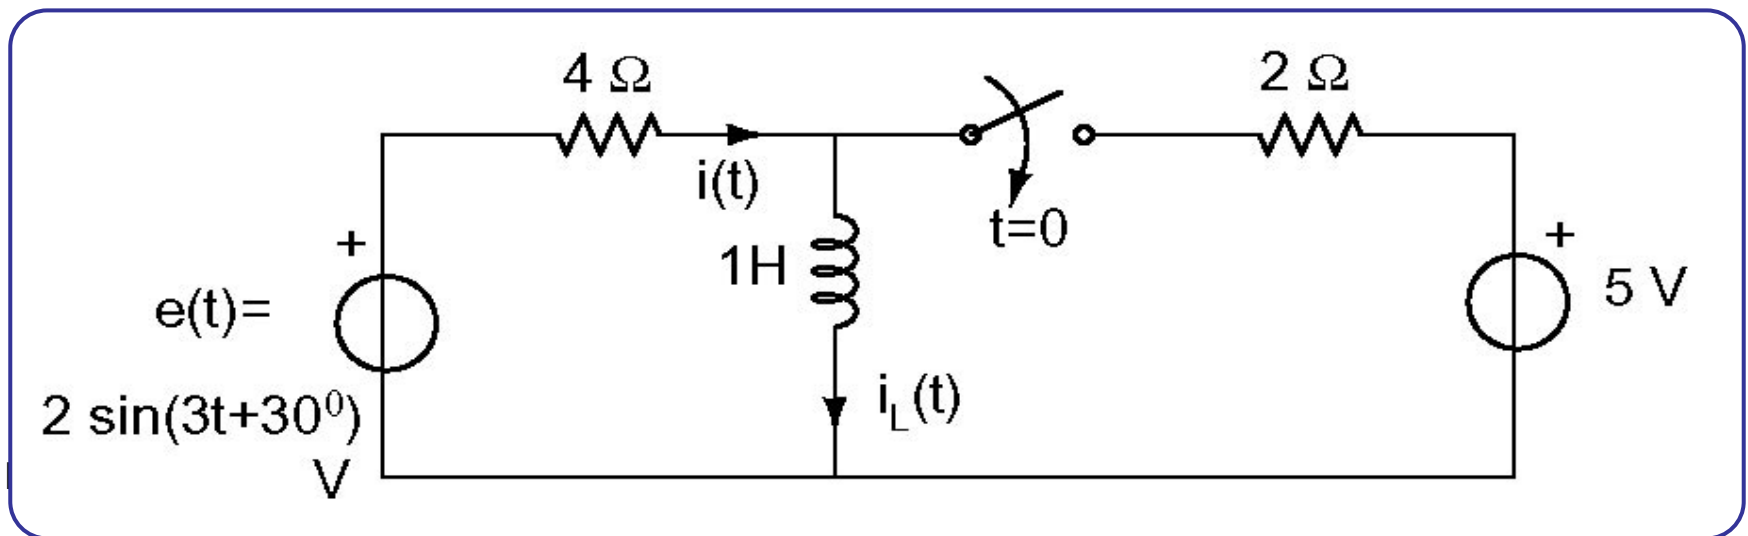 4 Ω
2 Ω
i(t)
t=0
+
+
1H
5 V
e(t)=
2 sin(3t+30⁰)
V
i_L(t)